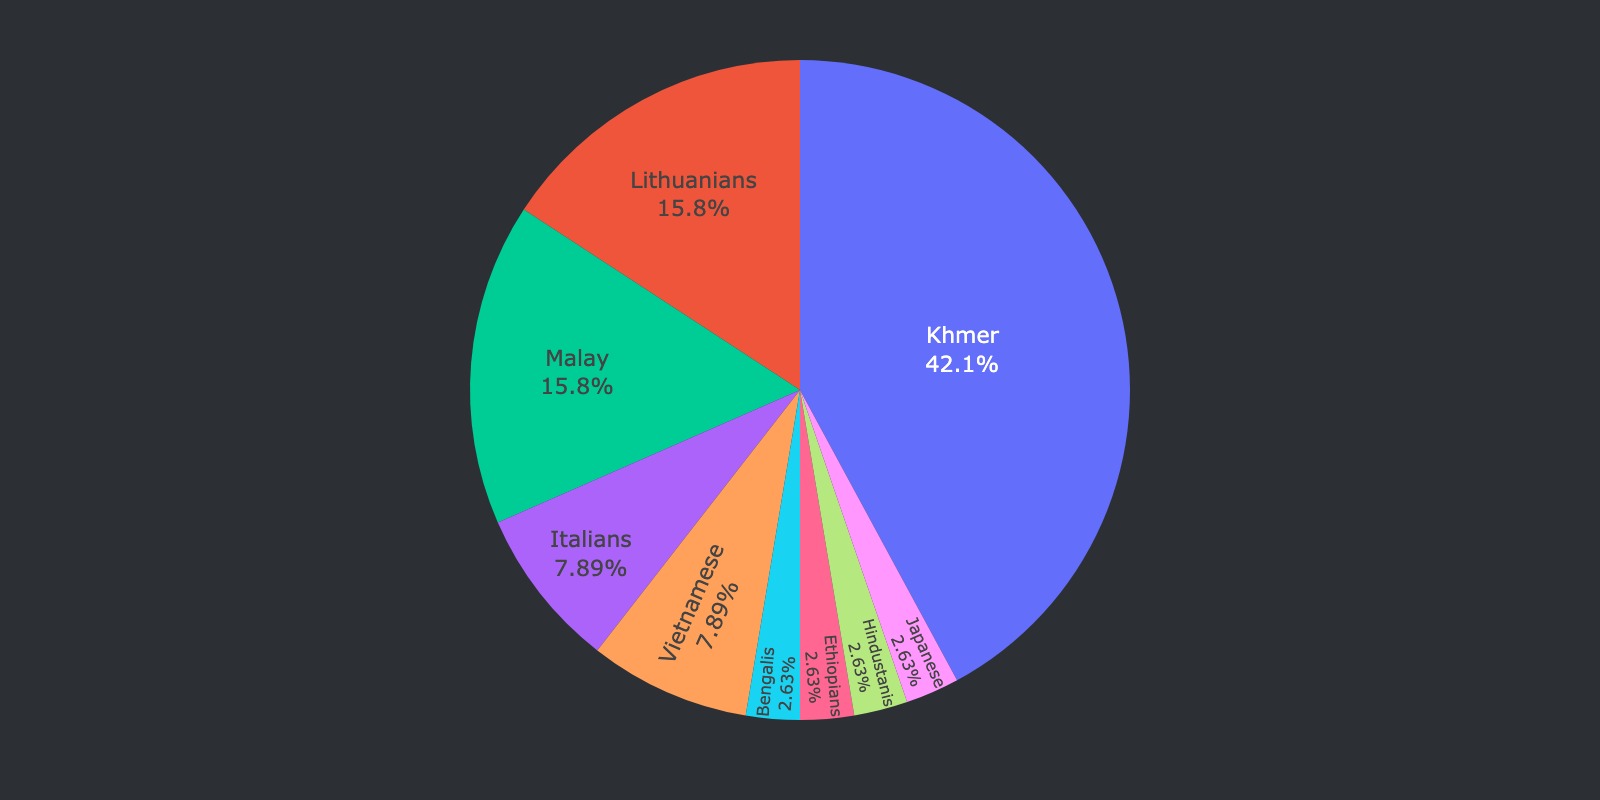 Lithuanians
15.8%
Khmer
42.1%
Malay
15.8%
Italians
7.89%
Vietnamese
7.89%
Bengalis
2.63%
Ethiopians
2.63%
Hindustanis
2.63%
Japanese
2.63%